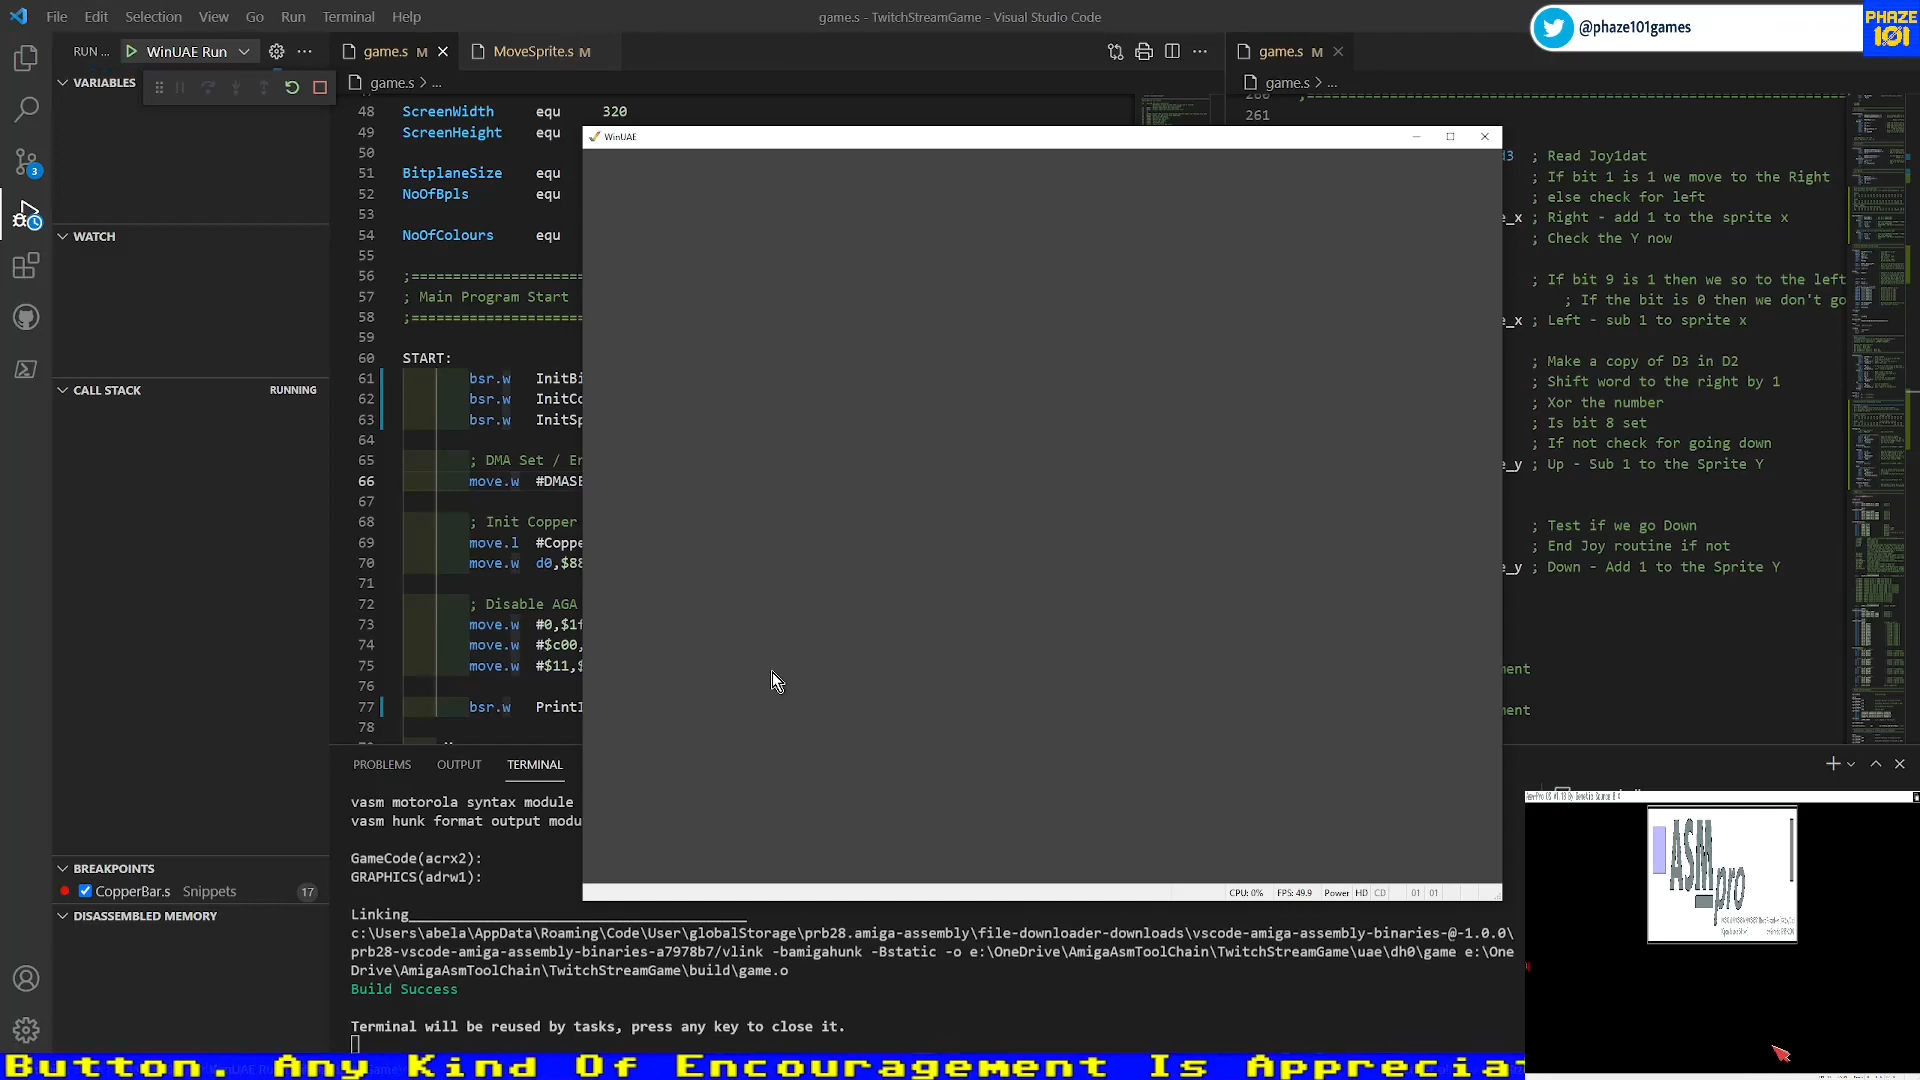 File Edit Selection View Go Run Terminal Help
game.s - TwitchStreamGame - Visual Studio Code
@phaze101games
PHAZE
101
RUN ... WinUAE Run
game.s M
MoveSprite.s M
game.s M
VARIABLES
game.s > ...
game.s > ...
48 ScreenWidth equ 320
49 ScreenHeight equ
50
51 BitplaneSize equ
52 NoOfBpls equ
53
54 NoOfColours equ
55
56 ;=====================
57 ; Main Program Start
58 ;=====================
59
60 START:
61 bsr.w InitBi
62 bsr.w InitCo
63 bsr.w InitSp
64
65 ; DMA Set / En
66 move.w #DMASE
67
68 ; Init Copper
69 move.l #Coppe
70 move.w d0,$88
71
72 ; Disable AGA
73 move.w #0,$1f
74 move.w #$c00,
75 move.w #$11,$
76
77 bsr.w PrintI
78
WinUAE
CPU: 0% FPS: 49.9 Power HD CD 01 01
261
d3 ; Read Joy1dat
; If bit 1 is 1 we move to the Right
; else check for left
e_x ; Right - add 1 to the sprite x
; Check the Y now
; If bit 9 is 1 then we so to the left
; If the bit is 0 then we don't go
e_x ; Left - sub 1 to sprite x
; Make a copy of D3 in D2
; Shift word to the right by 1
; Xor the number
; Is bit 8 set
; If not check for going down
e_y ; Up - Sub 1 to the Sprite Y
; Test if we go Down
; End Joy routine if not
e_y ; Down - Add 1 to the Sprite Y
ment
ment
WATCH
CALL STACK RUNNING
BREAKPOINTS
CopperBar.s Snippets 17
DISASSEMBLED MEMORY
3
PROBLEMS OUTPUT TERMINAL
vasm motorola syntax module
vasm hunk format output modu
GameCode(acrx2):
GRAPHICS(adrw1):
Linking_________________________________________
c:\Users\abela\AppData\Roaming\Code\User\globalStorage\prb28.amiga-assembly\file-downloader-downloads\vscode-amiga-assembly-binaries-@-1.0.0\
prb28-vscode-amiga-assembly-binaries-a7978b7/vlink -bamigahunk -Bstatic -o e:\OneDrive\AmigaAsmToolChain\TwitchStreamGame\uae\dh0\game e:\One
Drive\AmigaAsmToolChain\TwitchStreamGame\build\game.o
Build Success
Terminal will be reused by tasks, press any key to close it.
ASM
pro
Button. Any Kind Of Encouragement Is Apprecia